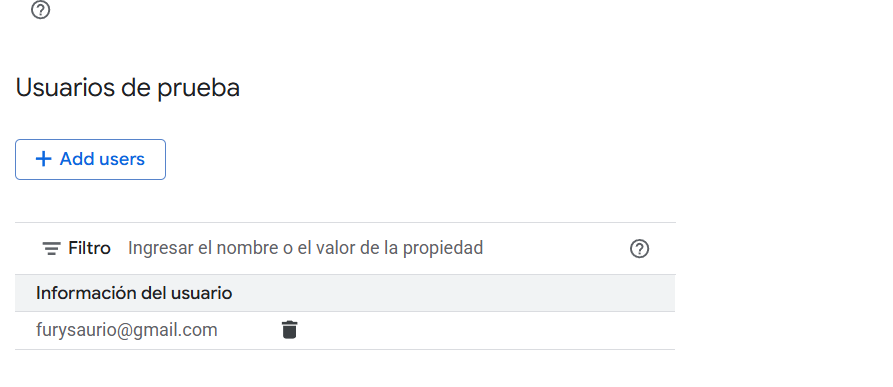 Usuarios de prueba
+ Add users
Filtro Ingresar el nombre o el valor de la propiedad
Información del usuario
furysaurio@gmail.com